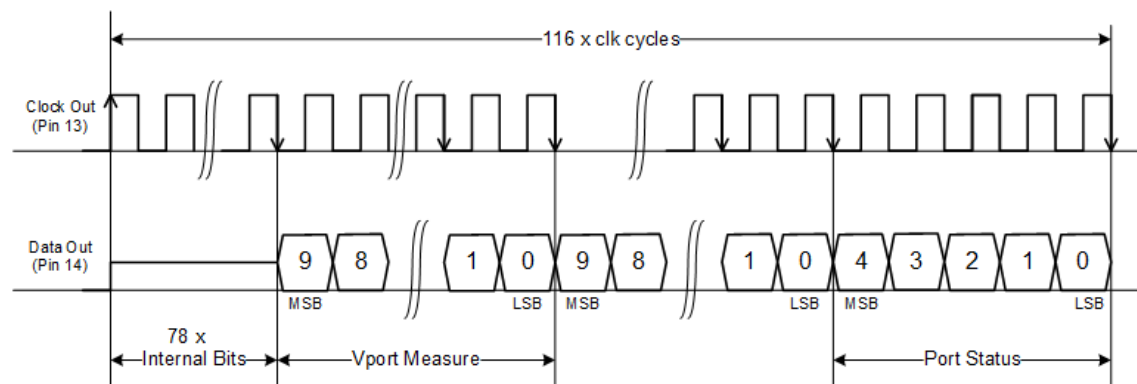 116 x clk cycles
Clock Out
(Pin 13)
Data Out
(Pin 14)
9 8 1 0 9 8 1 0 4 3 2 1 0
MSB LSB MSB LSB MSB LSB
78 x
Internal Bits Vport Measure Port Status